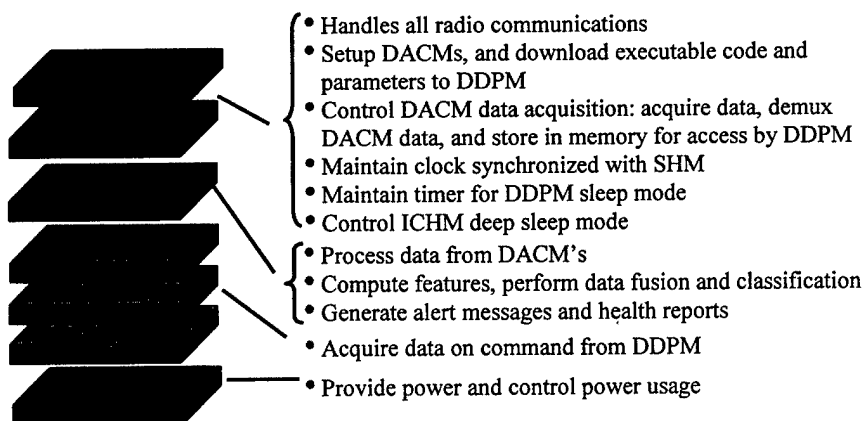 • Handles all radio communications
• Setup DACMs, and download executable code and
parameters to DDPM
• Control DACM data acquisition: acquire data, demux
DACM data, and store in memory for access by DDPM
• Maintain clock synchronized with SHM
• Maintain timer for DDPM sleep mode
• Control ICHM deep sleep mode
• Process data from DACM's
• Compute features, perform data fusion and classification
• Generate alert messages and health reports
• Acquire data on command from DDPM
• Provide power and control power usage